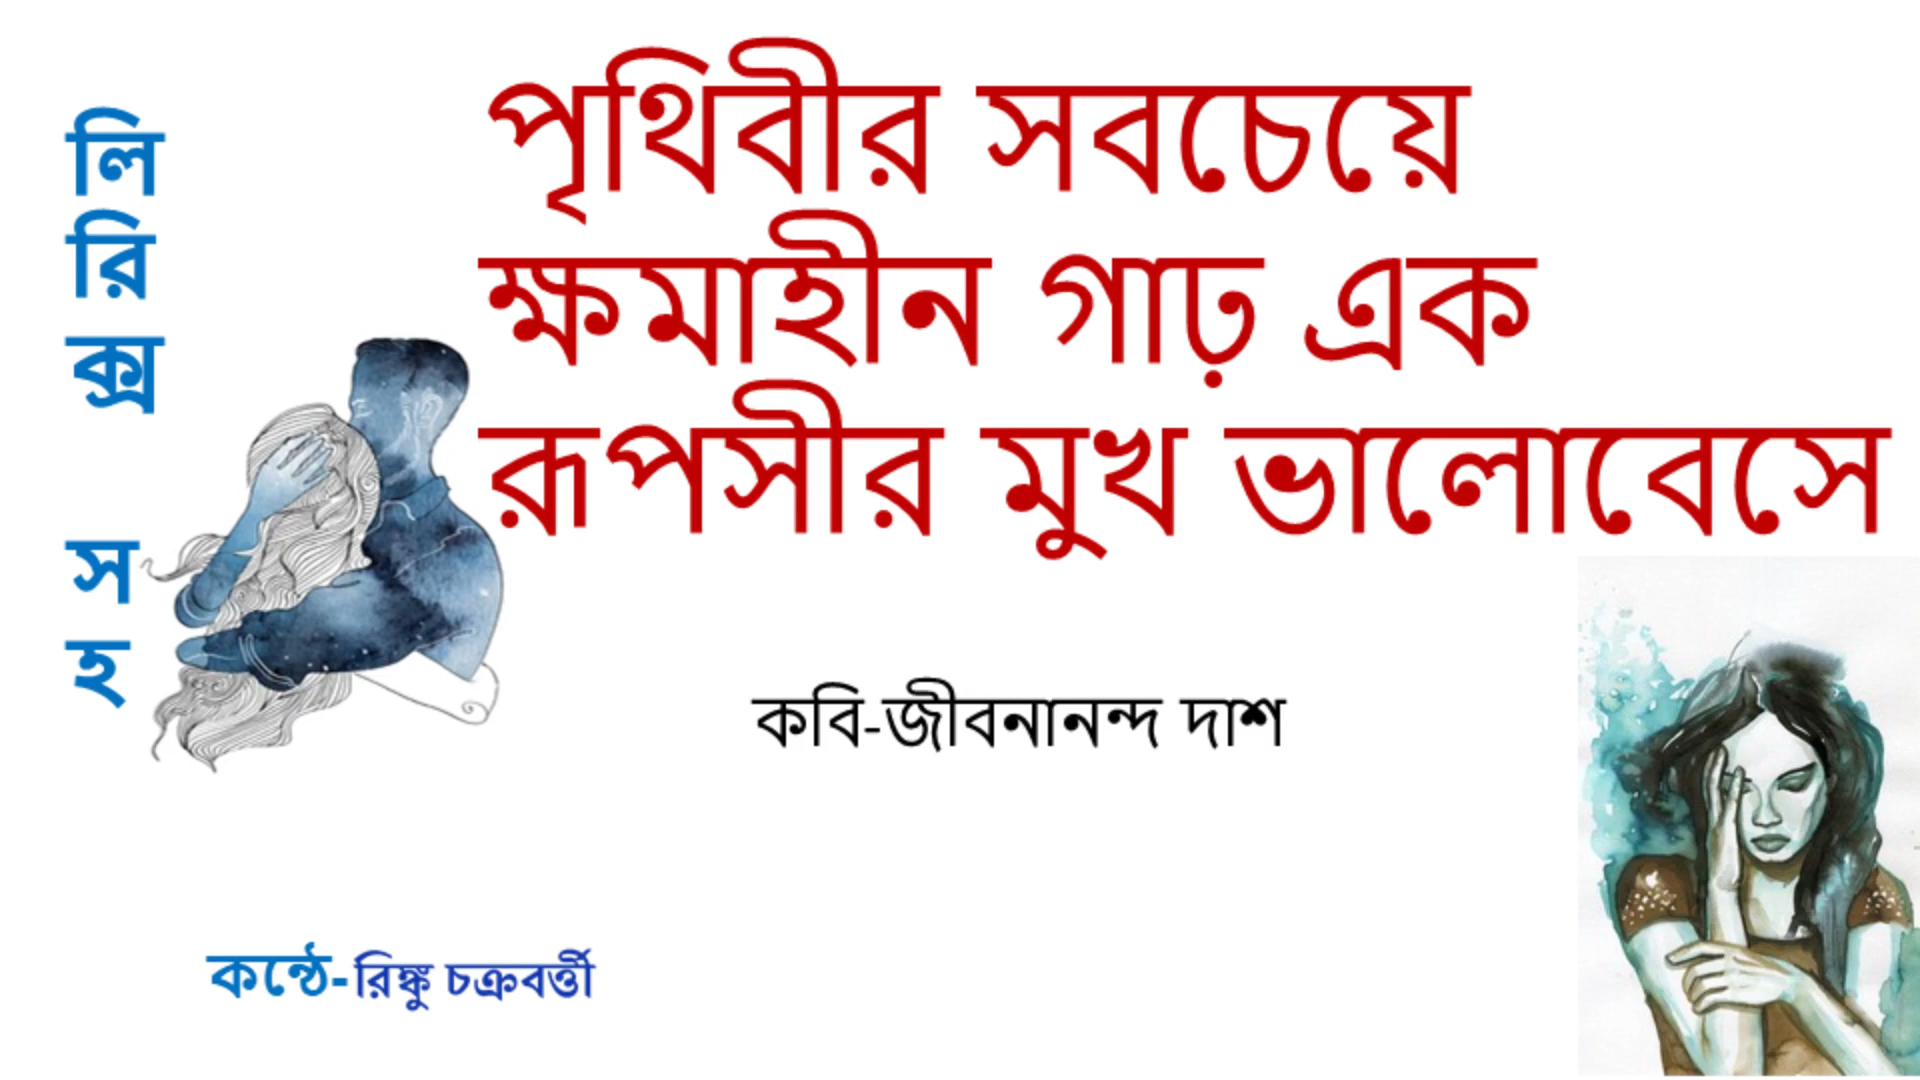 লি
রি
ক্স
স
হ
পৃথিবীর সবচেয়ে
ক্ষমাহীন গাঢ় এক
রূপসীর মুখ ভালোবেসে
কবি-জীবনানন্দ দাশ
কন্ঠে-রিঙ্কু চক্রবর্ত্তী